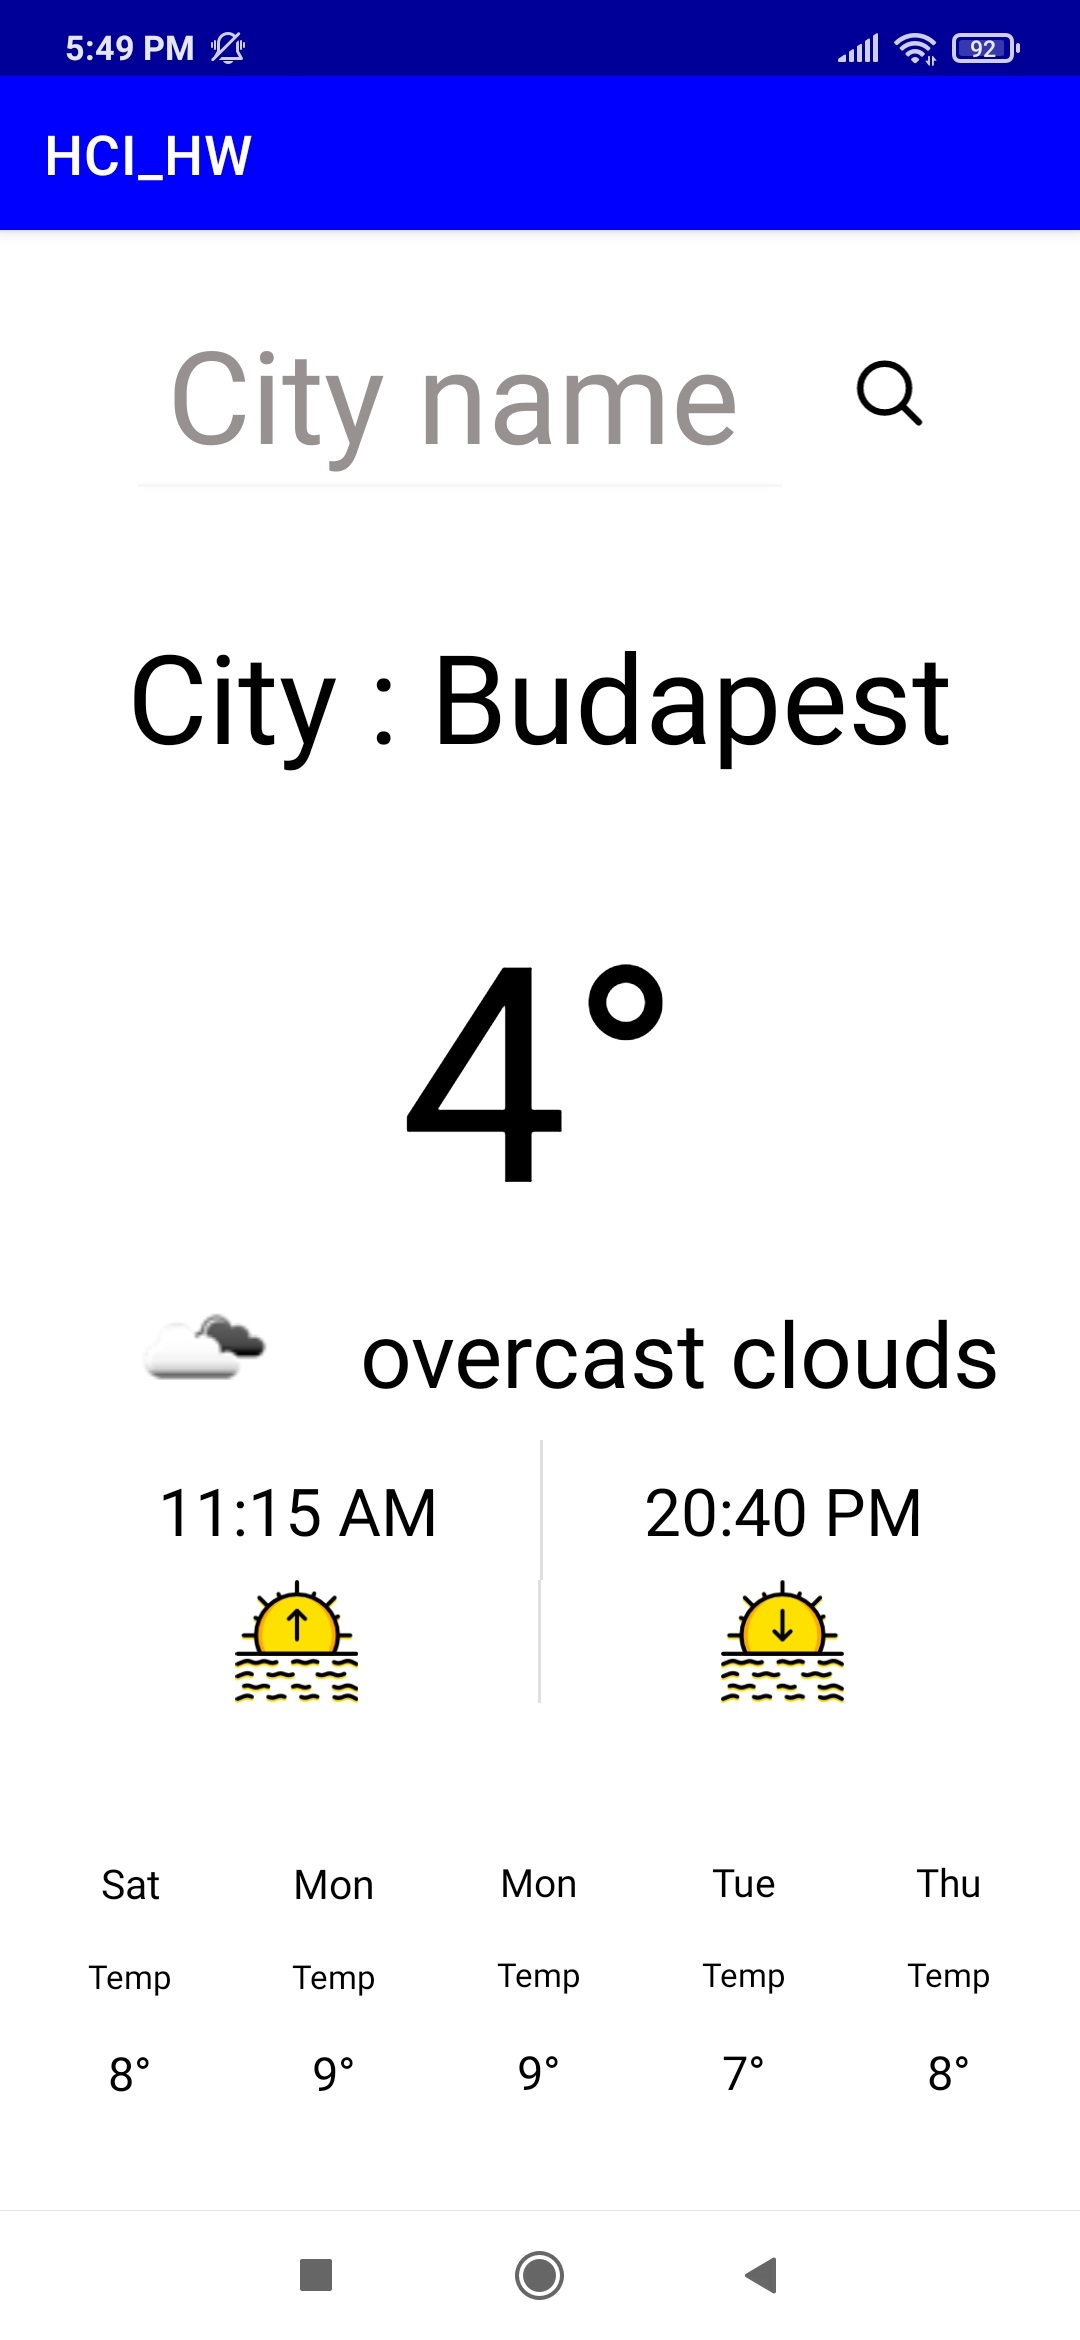 5:49 PM 92
HCI_HW
City name
City : Budapest
4°
overcast clouds
11:15 AM 20:40 PM
Sat Mon Mon Tue Thu
Temp Temp Temp Temp Temp
8° 9° 9° 7° 8°